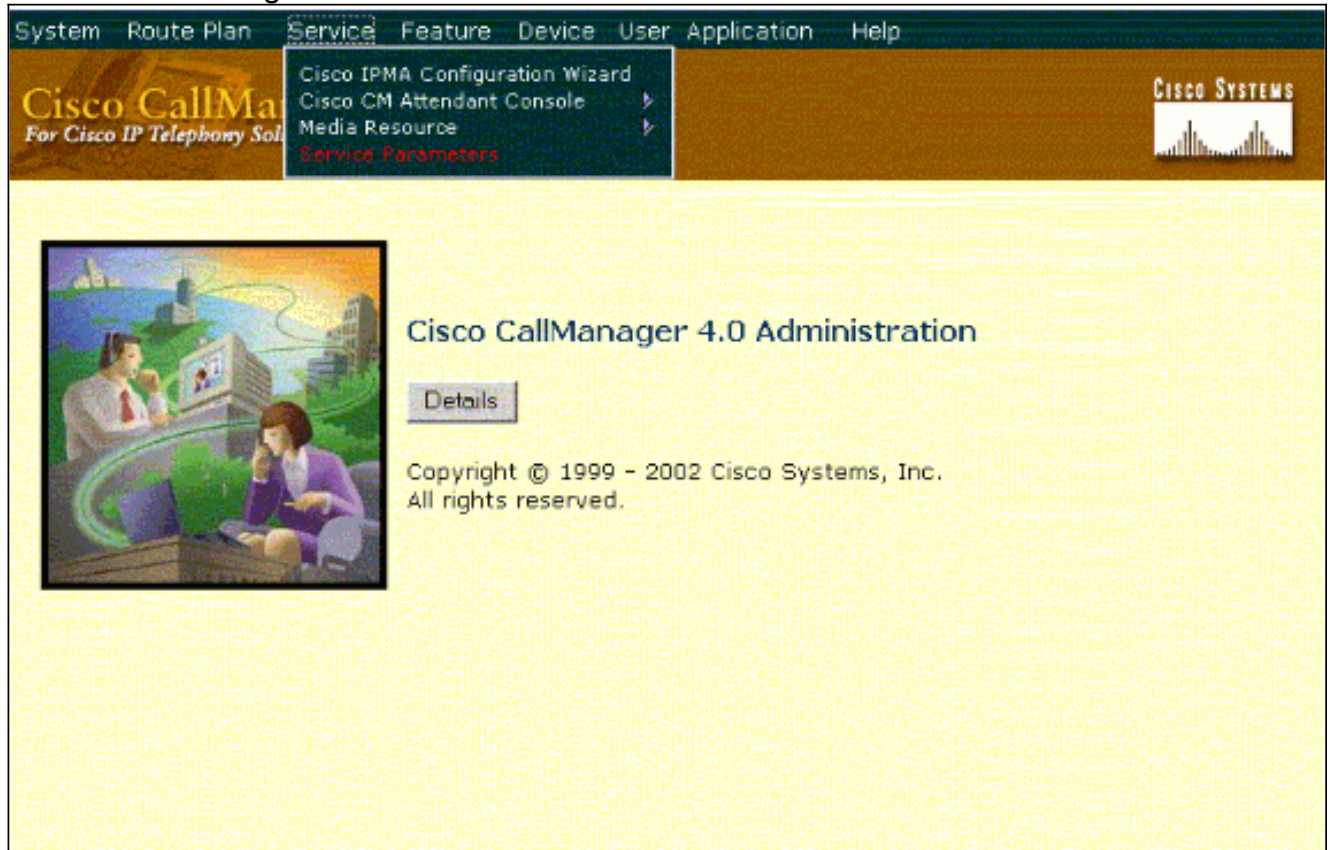 System Route Plan Service Feature Device User Application Help
Cisco IPMA Configuration Wizard
Cisco CM Attendant Console
Media Resource
Service Parameters
Cisco CallMa
For Cisco IP Telephony Sol
CISCO SYSTEMS
Cisco CallManager 4.0 Administration
Details
Copyright © 1999 - 2002 Cisco Systems, Inc.
All rights reserved.